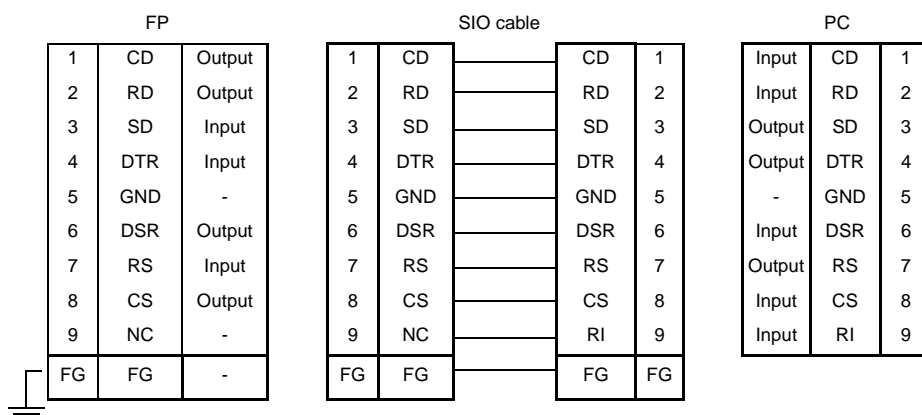 FP SIO cable PC
1 CD Output 1 CD CD 1 Input CD 1
2 RD Output 2 RD RD 2 Input RD 2
3 SD Input 3 SD SD 3 Output SD 3
4 DTR Input 4 DTR DTR 4 Output DTR 4
5 GND - 5 GND GND 5 - GND 5
6 DSR Output 6 DSR DSR 6 Input DSR 6
7 RS Input 7 RS RS 7 Output RS 7
8 CS Output 8 CS CS 8 Input CS 8
9 NC - 9 NC RI 9 Input RI 9
FG FG - FG FG FG FG